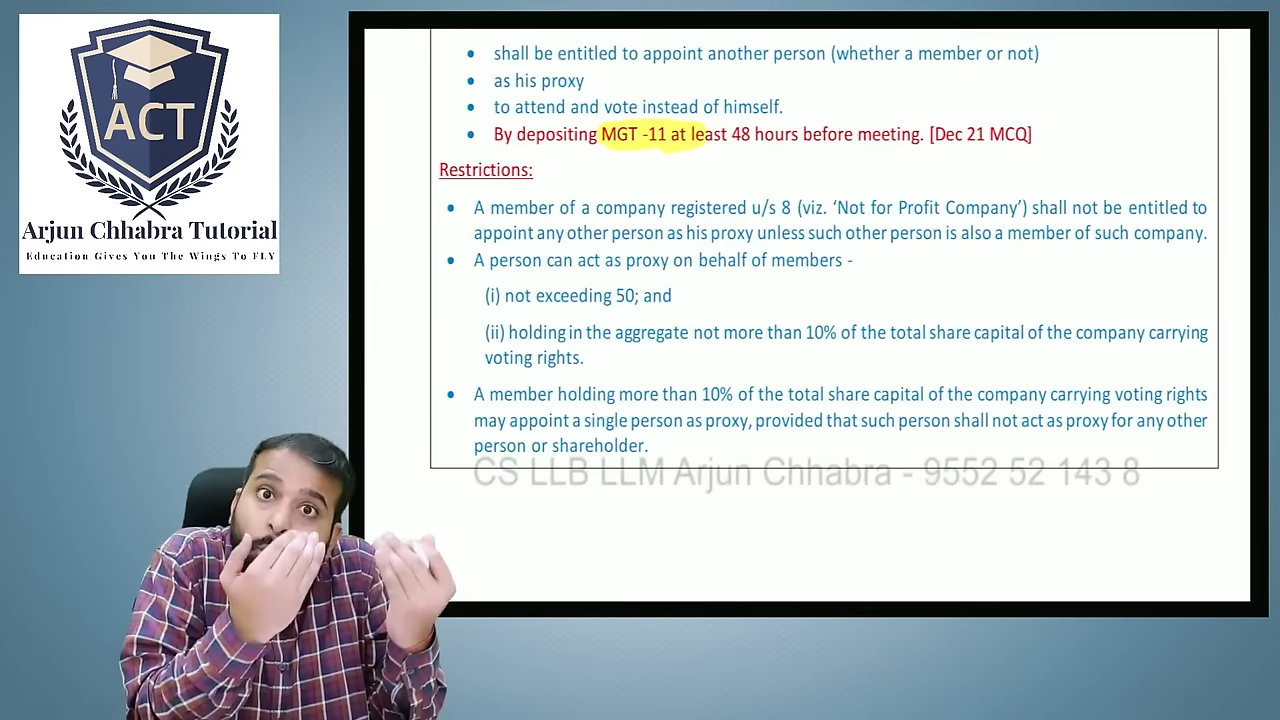 ACT
Arjun Chhabra Tutorial
Education Gives You The Wings To FLY
• shall be entitled to appoint another person (whether a member or not)
• as his proxy
• to attend and vote instead of himself.
• By depositing MGT -11 at least 48 hours before meeting. [Dec 21 MCQ]
Restrictions:
• A member of a company registered u/s 8 (viz. ‘Not for Profit Company’) shall not be entitled to
appoint any other person as his proxy unless such other person is also a member of such company.
• A person can act as proxy on behalf of members -
(i) not exceeding 50; and
(ii) holding in the aggregate not more than 10% of the total share capital of the company carrying
voting rights.
• A member holding more than 10% of the total share capital of the company carrying voting rights
may appoint a single person as proxy, provided that such person shall not act as proxy for any other
person or shareholder.
CS LLB LLM Arjun Chhabra - 9552 52 143 8